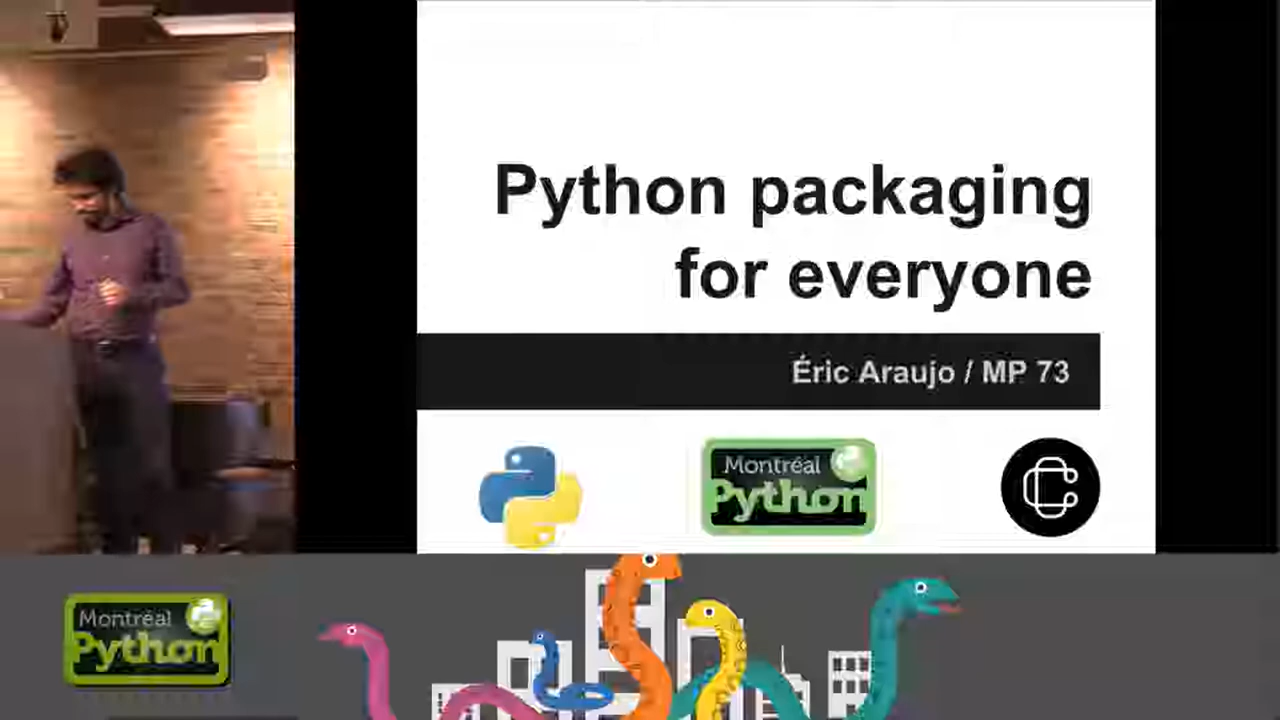 Python packaging
for everyone
Éric Araujo / MP 73
Montréal
Python
Montréal
Python